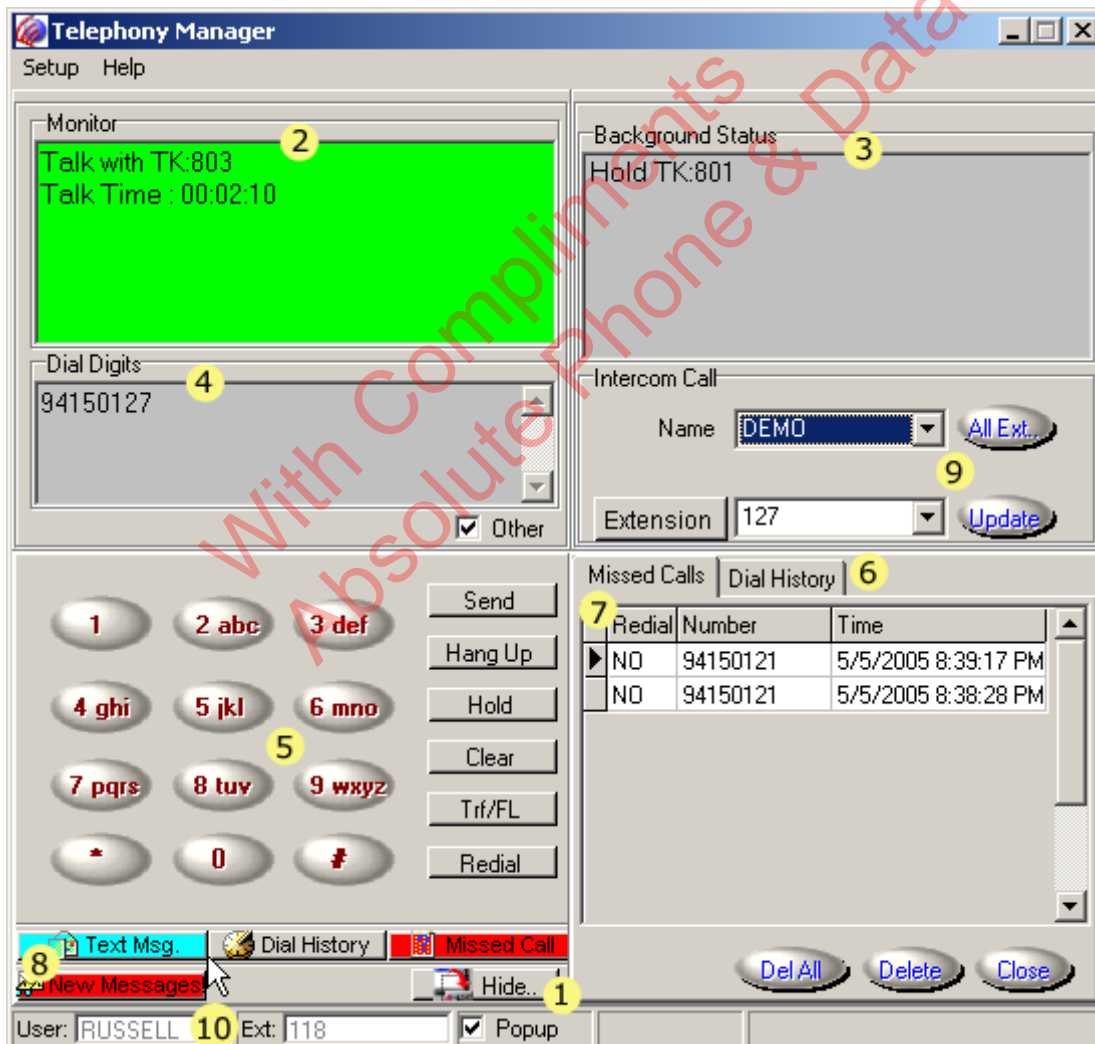 Telephony Manager
Setup Help
Monitor
2
Talk with TK:803
Talk Time : 00:02:10
Background Status
3
Hold TK:801
Dial Digits
4
94150127
Other
Intercom Call
Name DEMO All Ext..
9
Extension 127 Update
1 2 abc 3 def
4 ghi 5 jkl 6 mno
5
7 pqrs 8 tuv 9 wxyz
* 0 #
Send
Hang Up
Hold
Clear
Trf/FL
Redial
Missed Calls Dial History 6
7 Redial Number Time
NO 94150121 5/5/2005 8:39:17 PM
NO 94150121 5/5/2005 8:38:28 PM
Del All Delete Close
Text Msg. Dial History Missed Call
8
New Messages Hide.. 1
User: RUSSELL 10 Ext: 118 Popup
With Compliments
Absolute Phone & Data